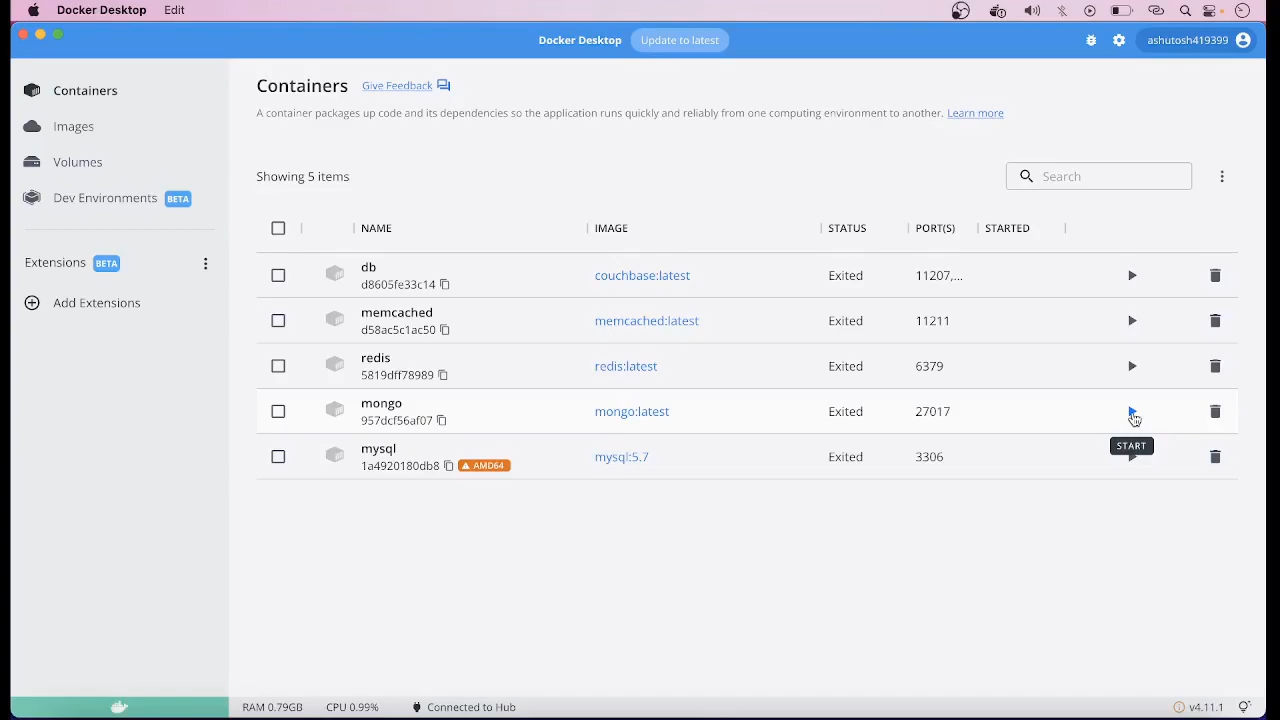 Docker Desktop Edit
Docker Desktop Update to latest ashutosh419399
Containers
Images
Volumes
Dev Environments BETA
Extensions BETA
Add Extensions
Containers Give Feedback
A container packages up code and its dependencies so the application runs quickly and reliably from one computing environment to another. Learn more
Showing 5 items Search
NAME IMAGE STATUS PORT(S) STARTED
db
d8605fe33c14 couchbase:latest Exited 11207,...
memcached
d58ac5c1ac50 memcached:latest Exited 11211
redis
5819dff78989 redis:latest Exited 6379
mongo
957dcf56af07 mongo:latest Exited 27017
START
mysql
1a4920180db8 AMD64 mysql:5.7 Exited 3306
RAM 0.79GB CPU 0.99% Connected to Hub v4.11.1